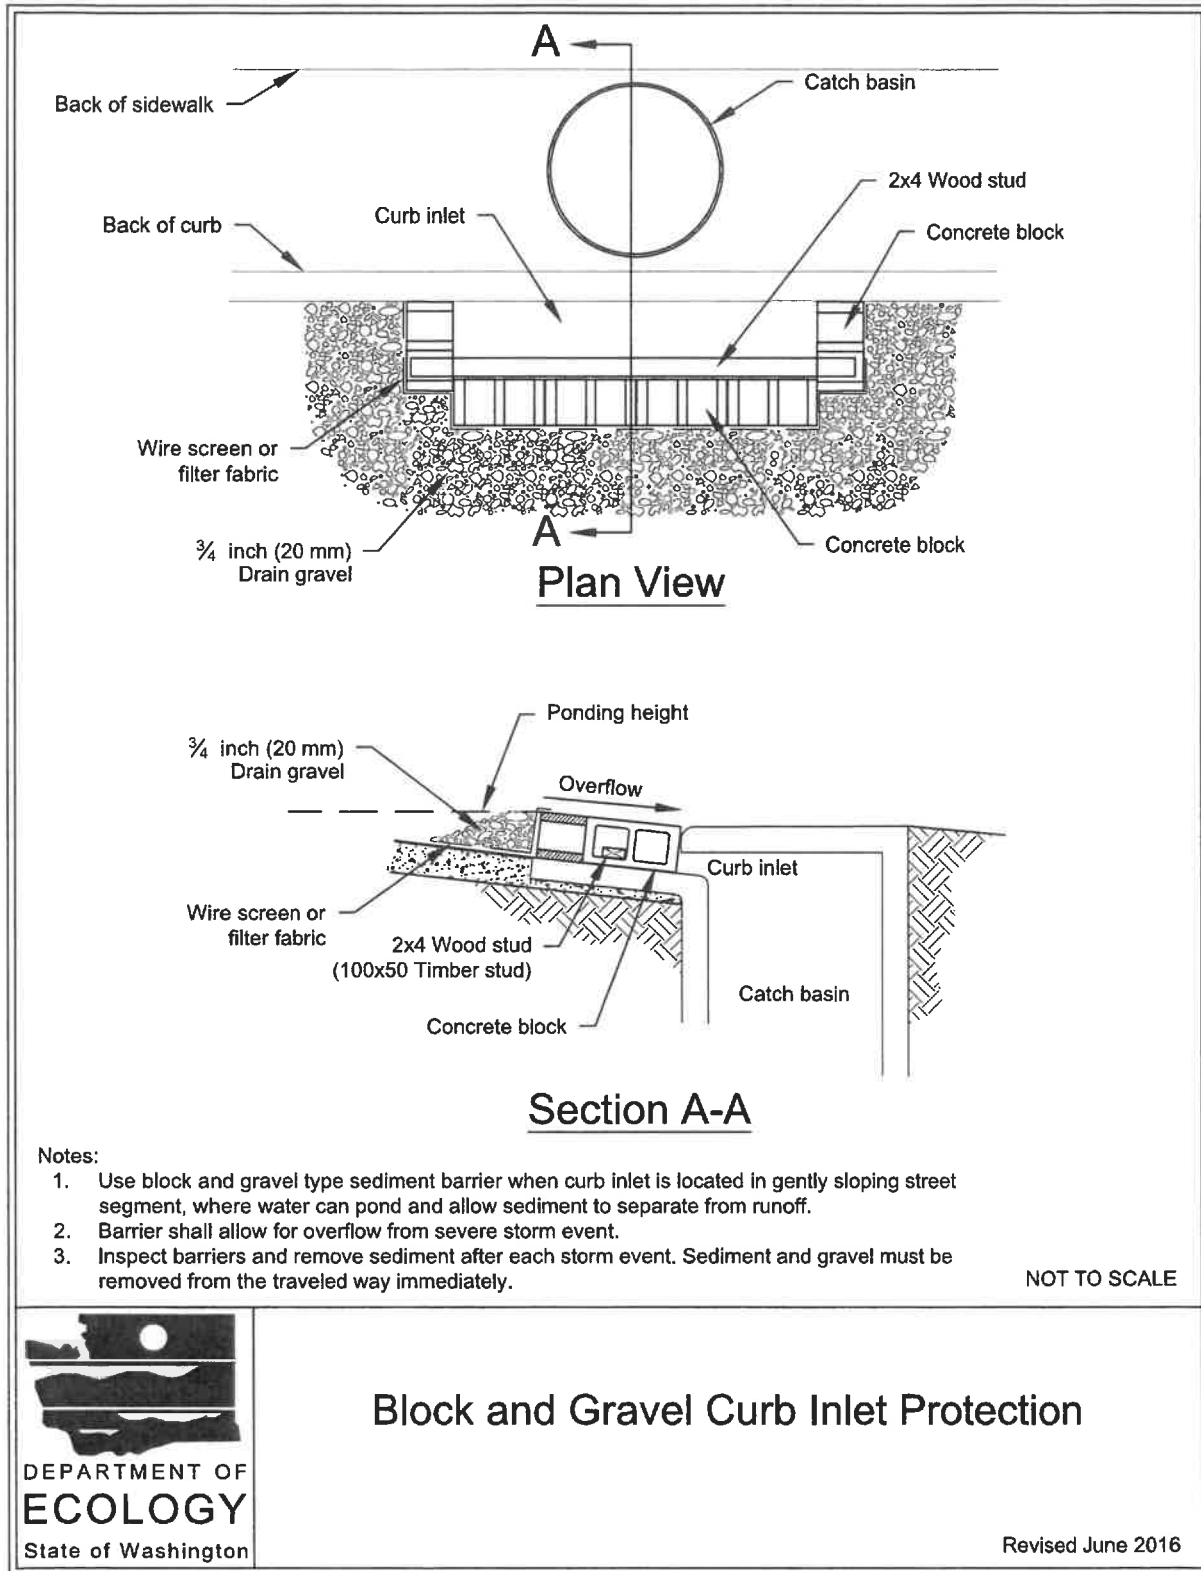 A
Back of sidewalk
Catch basin
2x4 Wood stud
Back of curb
Curb inlet
Concrete block
Wire screen or
filter fabric
¾ inch (20 mm)
Drain gravel
A
Concrete block
Plan View
Ponding height
¾ inch (20 mm)
Drain gravel
Overflow
Curb inlet
Wire screen or
filter fabric
2x4 Wood stud
(100x50 Timber stud)
Catch basin
Concrete block
Section A-A
Notes:
1. Use block and gravel type sediment barrier when curb inlet is located in gently sloping street
segment, where water can pond and allow sediment to separate from runoff.
2. Barrier shall allow for overflow from severe storm event.
3. Inspect barriers and remove sediment after each storm event. Sediment and gravel must be
removed from the traveled way immediately.
NOT TO SCALE
DEPARTMENT OF
ECOLOGY
State of Washington
Block and Gravel Curb Inlet Protection
Revised June 2016